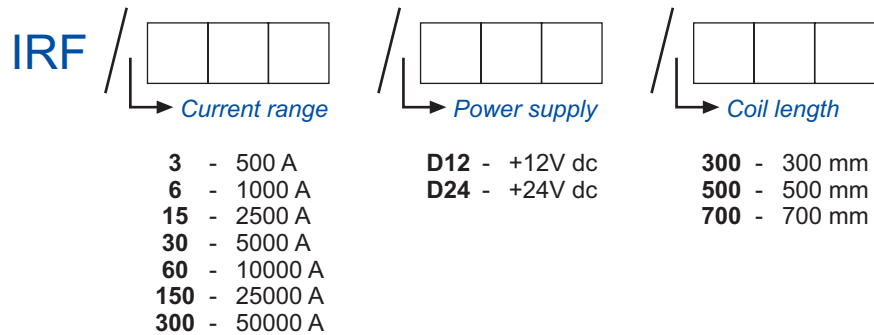 IRF / / /
Current range
Power supply
Coil length
3 - 500 A
6 - 1000 A
15 - 2500 A
30 - 5000 A
60 - 10000 A
150 - 25000 A
300 - 50000 A
D12 - +12V dc
D24 - +24V dc
300 - 300 mm
500 - 500 mm
700 - 700 mm